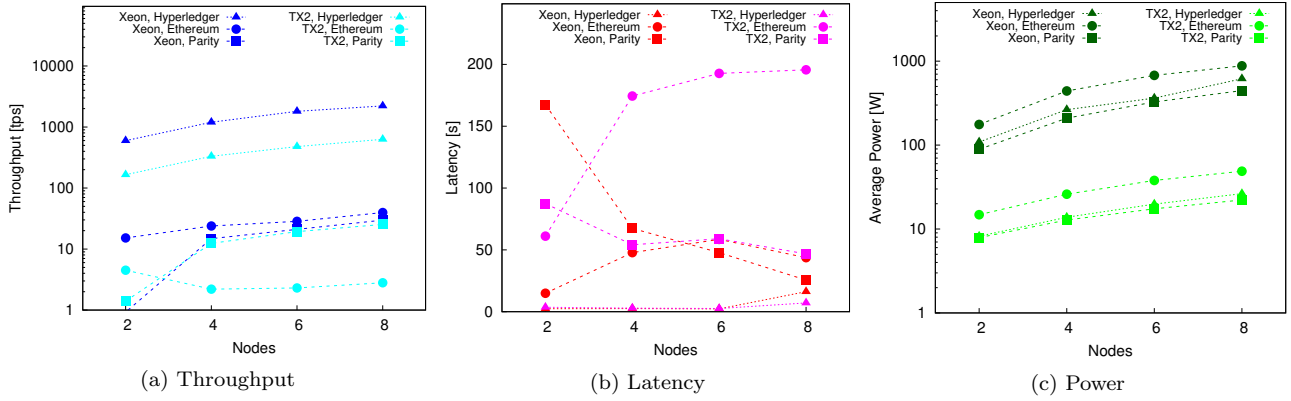 Xeon, Hyperledger
Xeon, Ethereum
Xeon, Parity
TX2, Hyperledger
TX2, Ethereum
TX2, Parity
Throughput [tps]
10000
1000
100
10
1
2 4 6 8
Nodes
(a) Throughput
Xeon, Hyperledger
Xeon, Ethereum
Xeon, Parity
TX2, Hyperledger
TX2, Ethereum
TX2, Parity
Latency [s]
200
150
100
50
0
2 4 6 8
Nodes
(b) Latency
Xeon, Hyperledger
Xeon, Ethereum
Xeon, Parity
TX2, Hyperledger
TX2, Ethereum
TX2, Parity
Average Power [W]
1000
100
10
1
2 4 6 8
Nodes
(c) Power